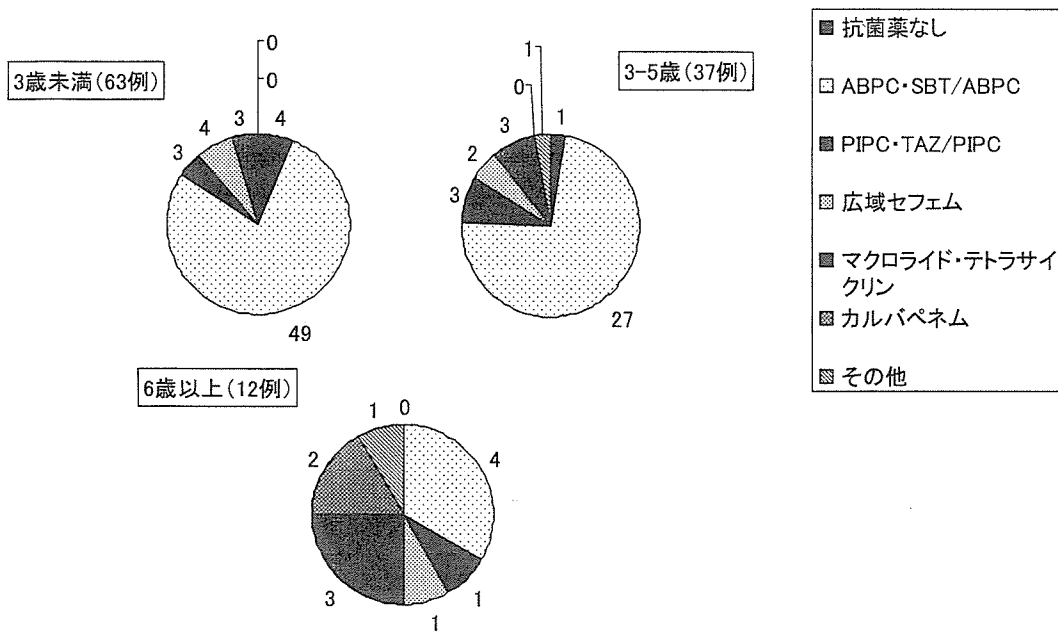 3歳未満(63例)
0
0
3
4
4
3
49
3-5歳(37例)
1
0
3
1
2
3
27
6歳以上(12例)
1
0
2
4
3
1
1
抗菌薬なし
ABPC・SBT/ABPC
PIPC・TAZ/PIPC
広域セフェム
マクロライド・テトラサイ
クリン
カルバペネム
その他